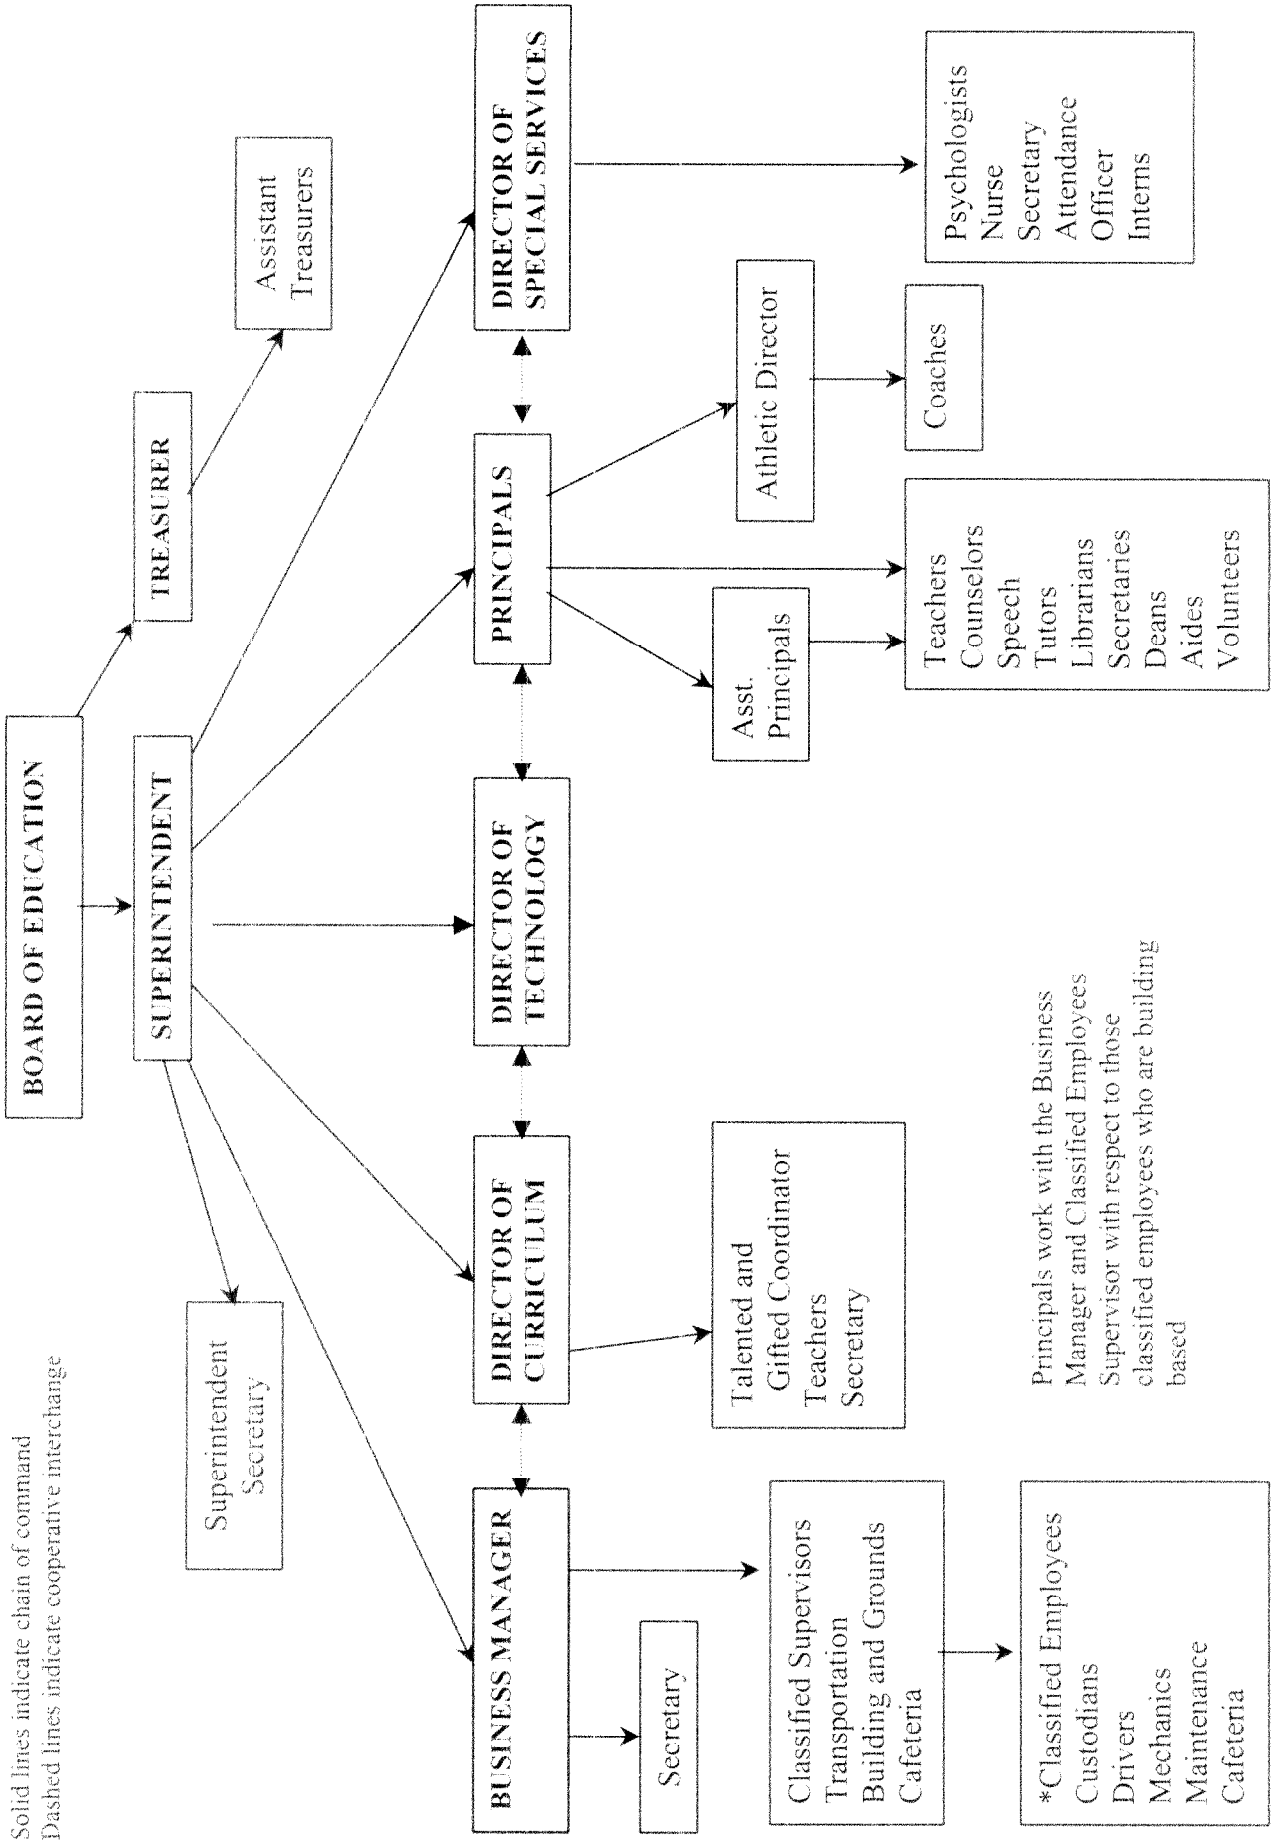 Solid lines indicate chain of command
Dashed lines indicate cooperative interchange
BOARD OF EDUCATION
SUPERINTENDENT
TREASURER
Superintendent
Secretary
Assistant
Treasurers
BUSINESS MANAGER
DIRECTOR OF
CURRICULUM
DIRECTOR OF
TECHNOLOGY
PRINCIPALS
DIRECTOR OF
SPECIAL SERVICES
Secretary
Classified Supervisors
Transportation
Building and Grounds
Cafeteria
*Classified Employees
Custodians
Drivers
Mechanics
Maintenance
Cafeteria
Talented and
Gifted Coordinator
Teachers
Secretary
Asst.
Principals
Athletic Director
Teachers
Counselors
Speech
Tutors
Librarians
Secretaries
Deans
Aides
Volunteers
Coaches
Psychologists
Nurse
Secretary
Attendance
Officer
Interns
Principals work with the Business
Manager and Classified Employees
Supervisor with respect to those
classified employees who are building
based